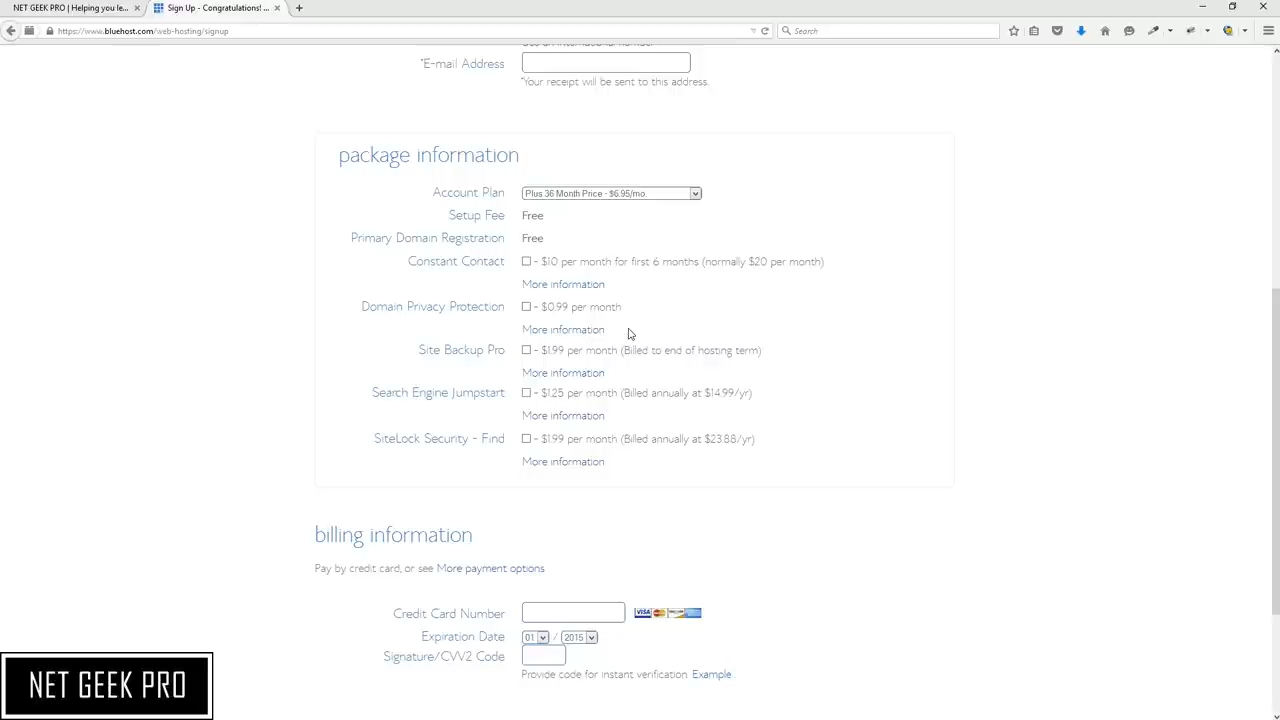 NET GEEK PRO | Helping you le...
Sign Up - Congratulations! ...
https://www.bluehost.com/web-hosting/signup
Search
*E-mail Address
*Your receipt will be sent to this address.
package information
Account Plan Plus 36 Month Price - $6.95/mo.
Setup Fee Free
Primary Domain Registration Free
Constant Contact - $10 per month for first 6 months (normally $20 per month)
More information
Domain Privacy Protection - $0.99 per month
More information
Site Backup Pro - $1.99 per month (Billed to end of hosting term)
More information
Search Engine Jumpstart - $1.25 per month (Billed annually at $14.99/yr)
More information
SiteLock Security - Find - $1.99 per month (Billed annually at $23.88/yr)
More information
billing information
Pay by credit card, or see More payment options
Credit Card Number VISA
Expiration Date 01 / 2015
Signature/CVV2 Code
Provide code for instant verification. Example
NET GEEK PRO